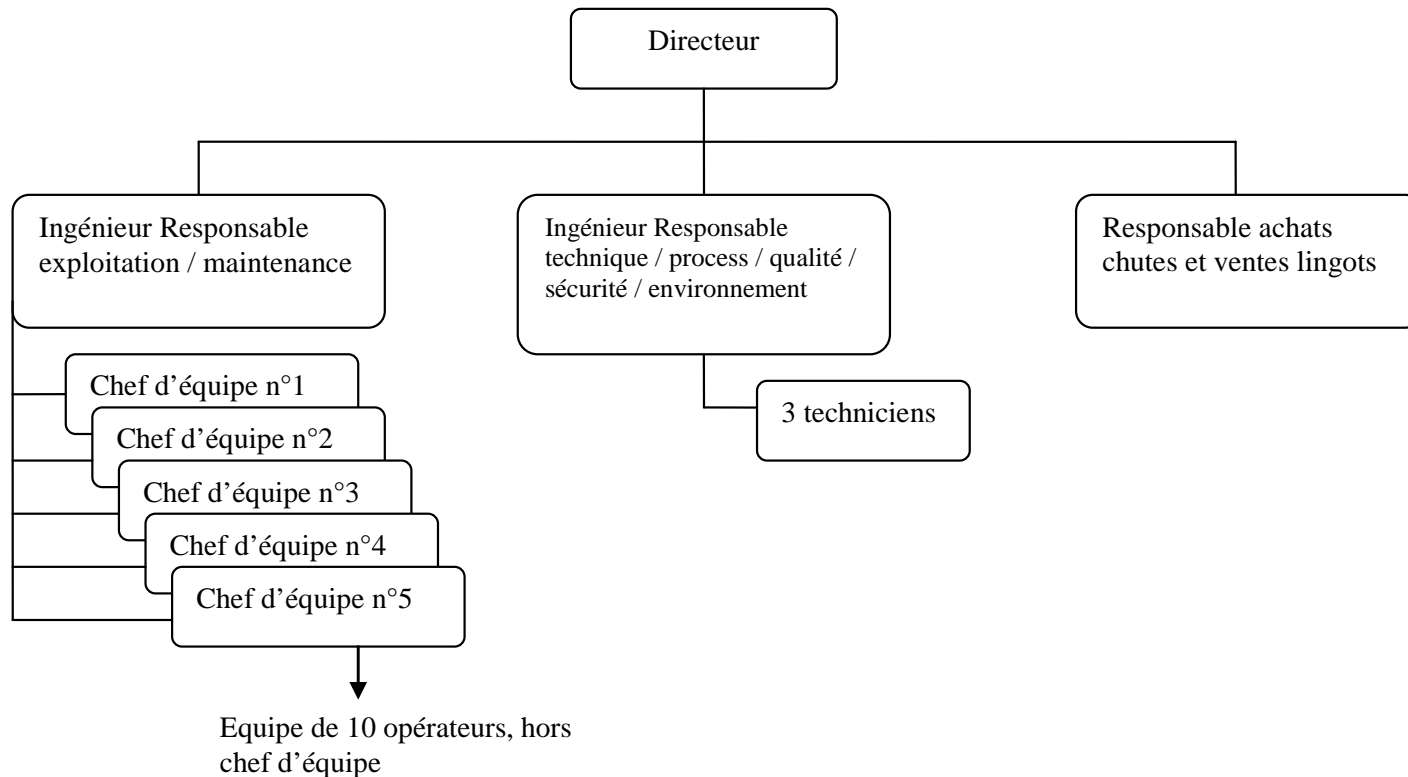 Directeur
Ingénieur Responsable
exploitation / maintenance
Ingénieur Responsable
technique / process / qualité /
sécurité / environnement
Responsable achats
chutes et ventes lingots
Chef d’équipe n°1
Chef d’équipe n°2
Chef d’équipe n°3
Chef d’équipe n°4
Chef d’équipe n°5
3 techniciens
Equipe de 10 opérateurs, hors
chef d’équipe